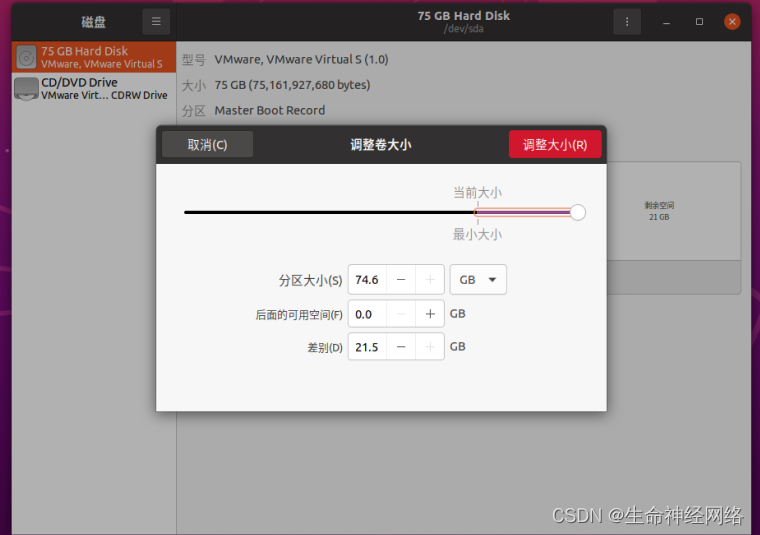 磁盘
75 GB Hard Disk
/dev/sda
75 GB Hard Disk
VMware, VMware Virtual S
CD/DVD Drive
VMware Virt... CDRW Drive
型号 VMware, VMware Virtual S (1.0)
大小 75 GB (75,161,927,680 bytes)
分区 Master Boot Record
取消(C)
调整卷大小
调整大小(R)
当前大小
最小大小
分区大小(S) 74.6 GB
后面的可用空间(F) 0.0 GB
差别(D) 21.5 GB
剩余空间
21 GB
CSDN @生命神经网络